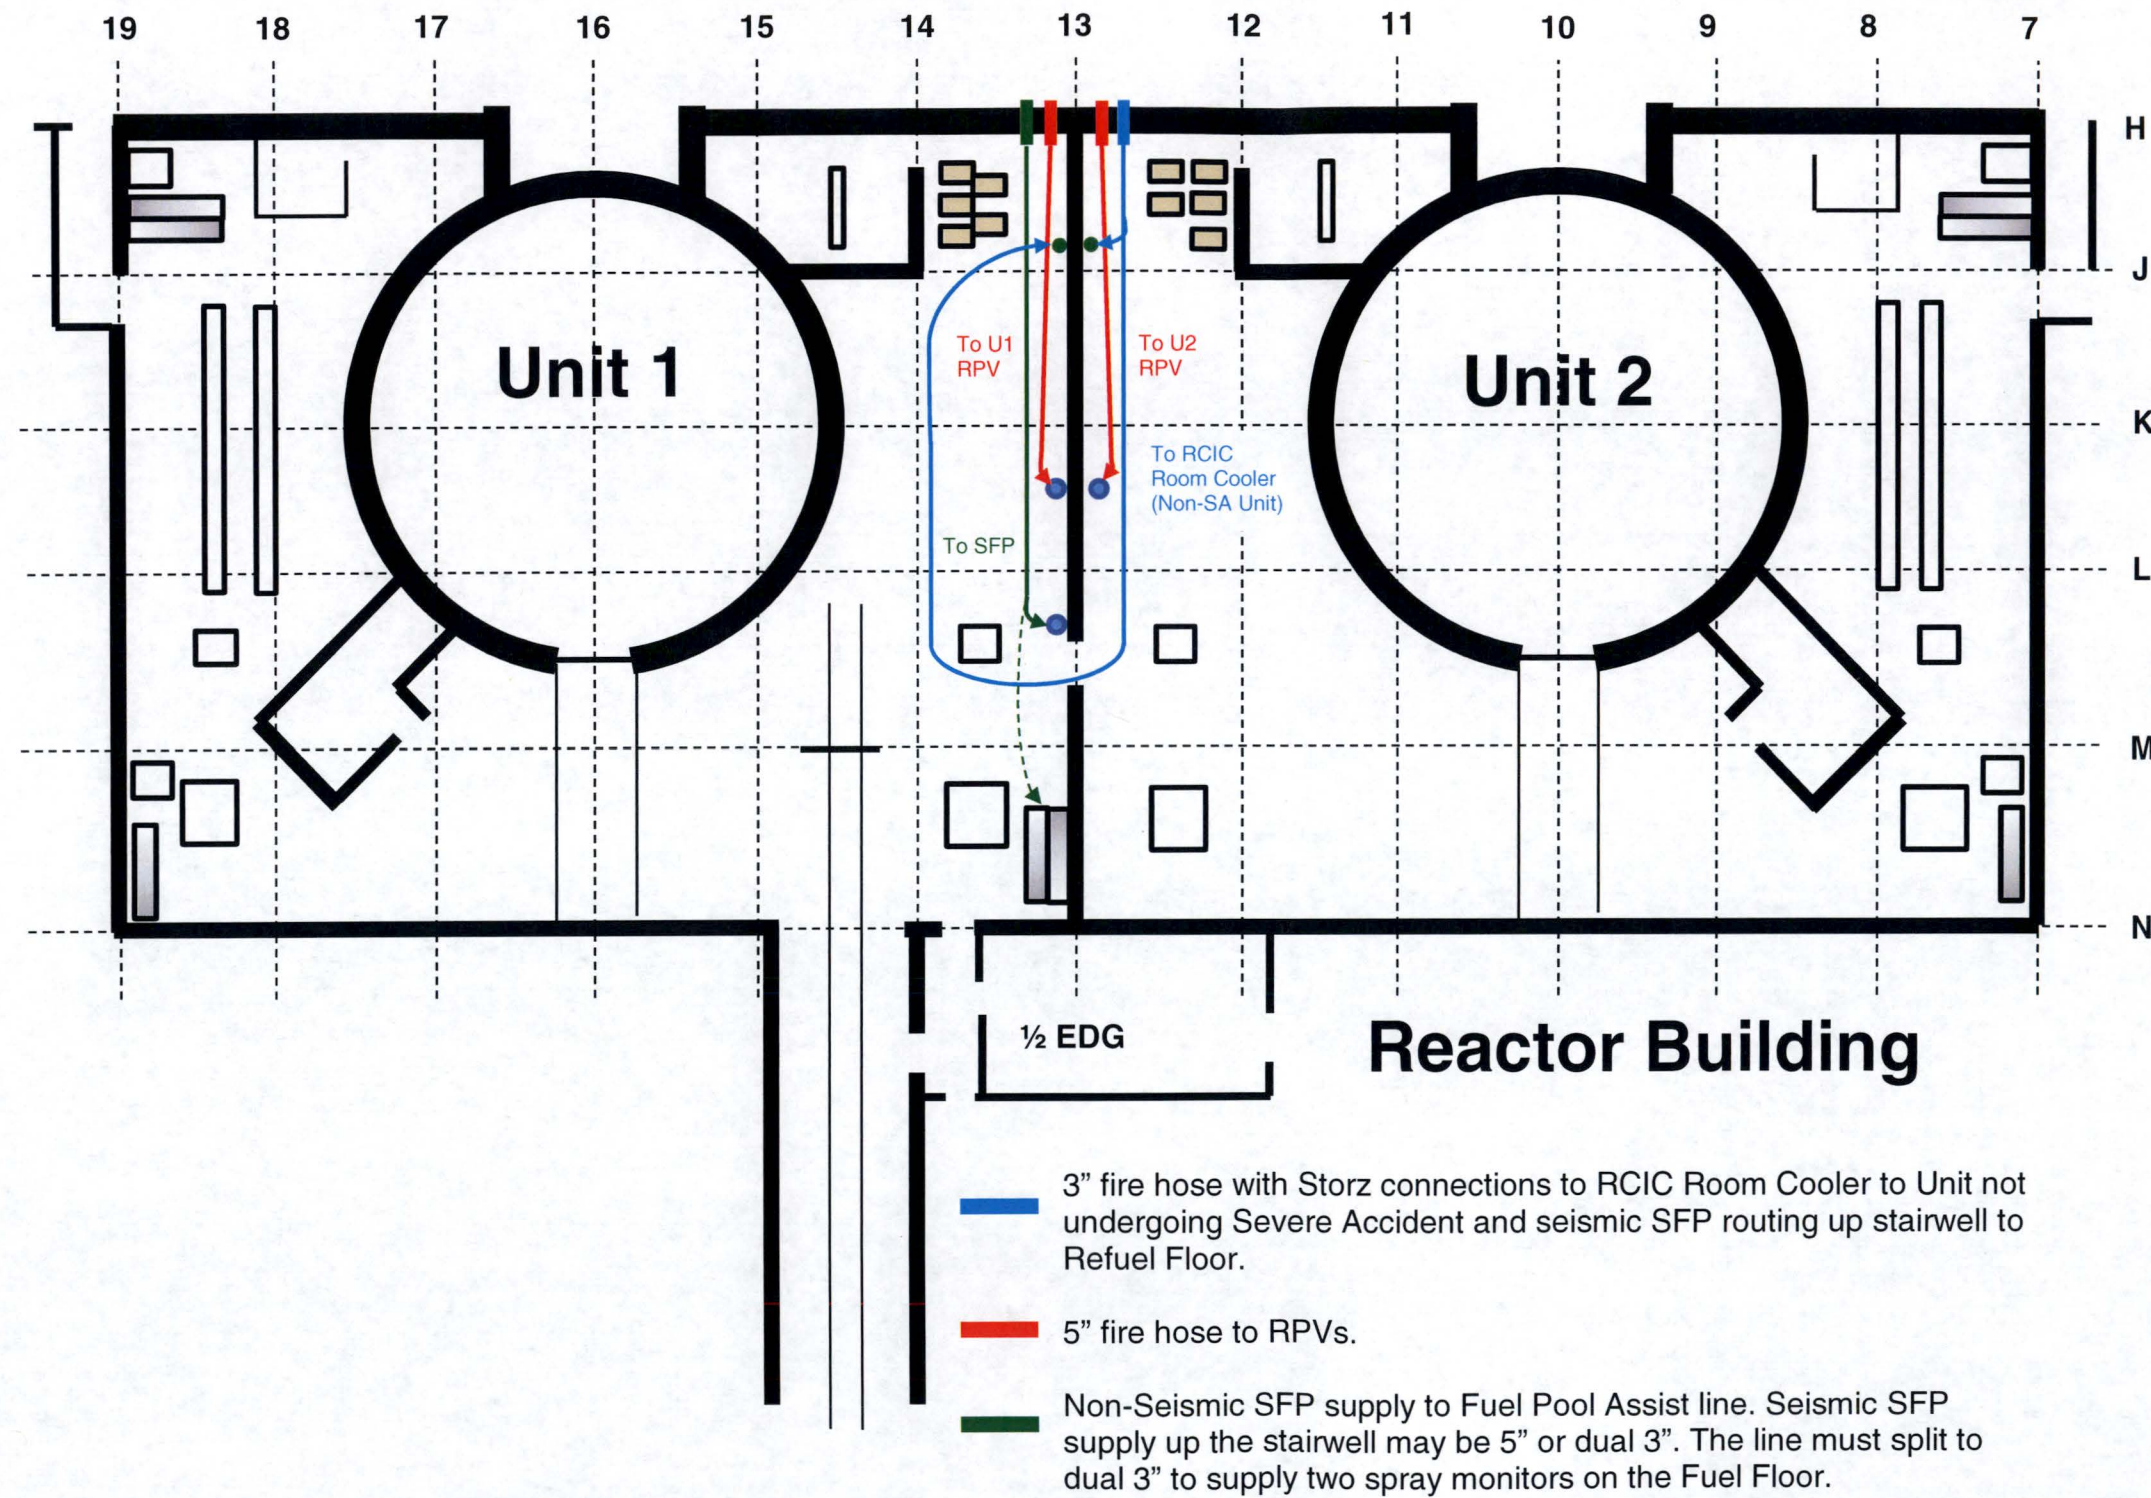 19 18 17 16 15 14 13 12 11 10 9 8 7
H
J
To U1
RPV
To U2
RPV
Unit 1
Unit 2
K
To RCIC
Room Cooler
(Non-SA Unit)
To SFP
L
M
N
½ EDG
Reactor Building
3” fire hose with Storz connections to RCIC Room Cooler to Unit not
undergoing Severe Accident and seismic SFP routing up stairwell to
Refuel Floor.
5” fire hose to RPVs.
Non-Seismic SFP supply to Fuel Pool Assist line. Seismic SFP
supply up the stairwell may be 5” or dual 3”. The line must split to
dual 3” to supply two spray monitors on the Fuel Floor.